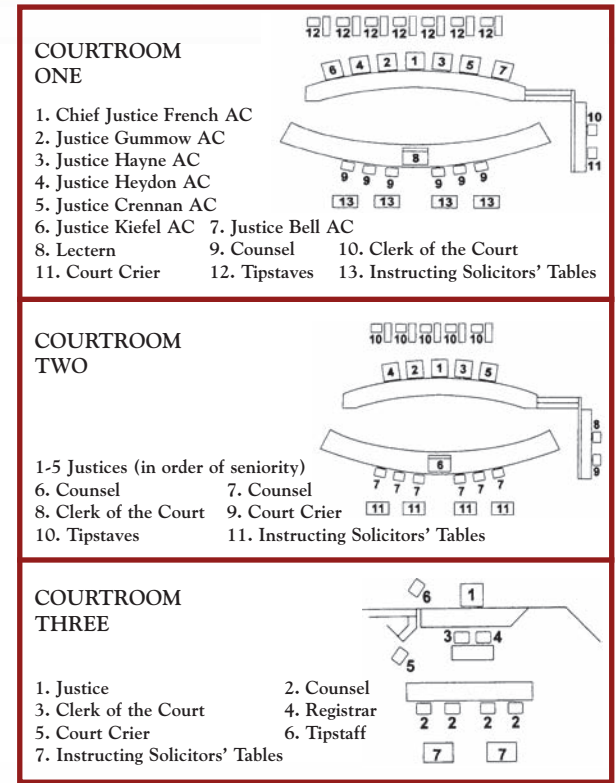 COURTROOM
ONE
12 12 12 12 12 12
6 4 2 1 3 5 7
10
11
8
9 9 9 9 9 9
13 13 13 13
1. Chief Justice French AC
2. Justice Gummow AC
3. Justice Hayne AC
4. Justice Heydon AC
5. Justice Crennan AC
6. Justice Kiefel AC 7. Justice Bell AC
8. Lectern 9. Counsel 10. Clerk of the Court
11. Court Crier 12. Tipstaves 13. Instructing Solicitors' Tables
COURTROOM
TWO
10 10 10 10 10
4 2 1 3 5
8
9
6
7 7 7 7 7 7
11 11 11 11
1-5 Justices (in order of seniority)
6. Counsel 7. Counsel
8. Clerk of the Court 9. Court Crier
10. Tipstaves 11. Instructing Solicitors' Tables
COURTROOM
THREE
6 1
3 4
5
2 2 2 2
7 7
1. Justice 2. Counsel
3. Clerk of the Court 4. Registrar
5. Court Crier 6. Tipstaff
7. Instructing Solicitors' Tables